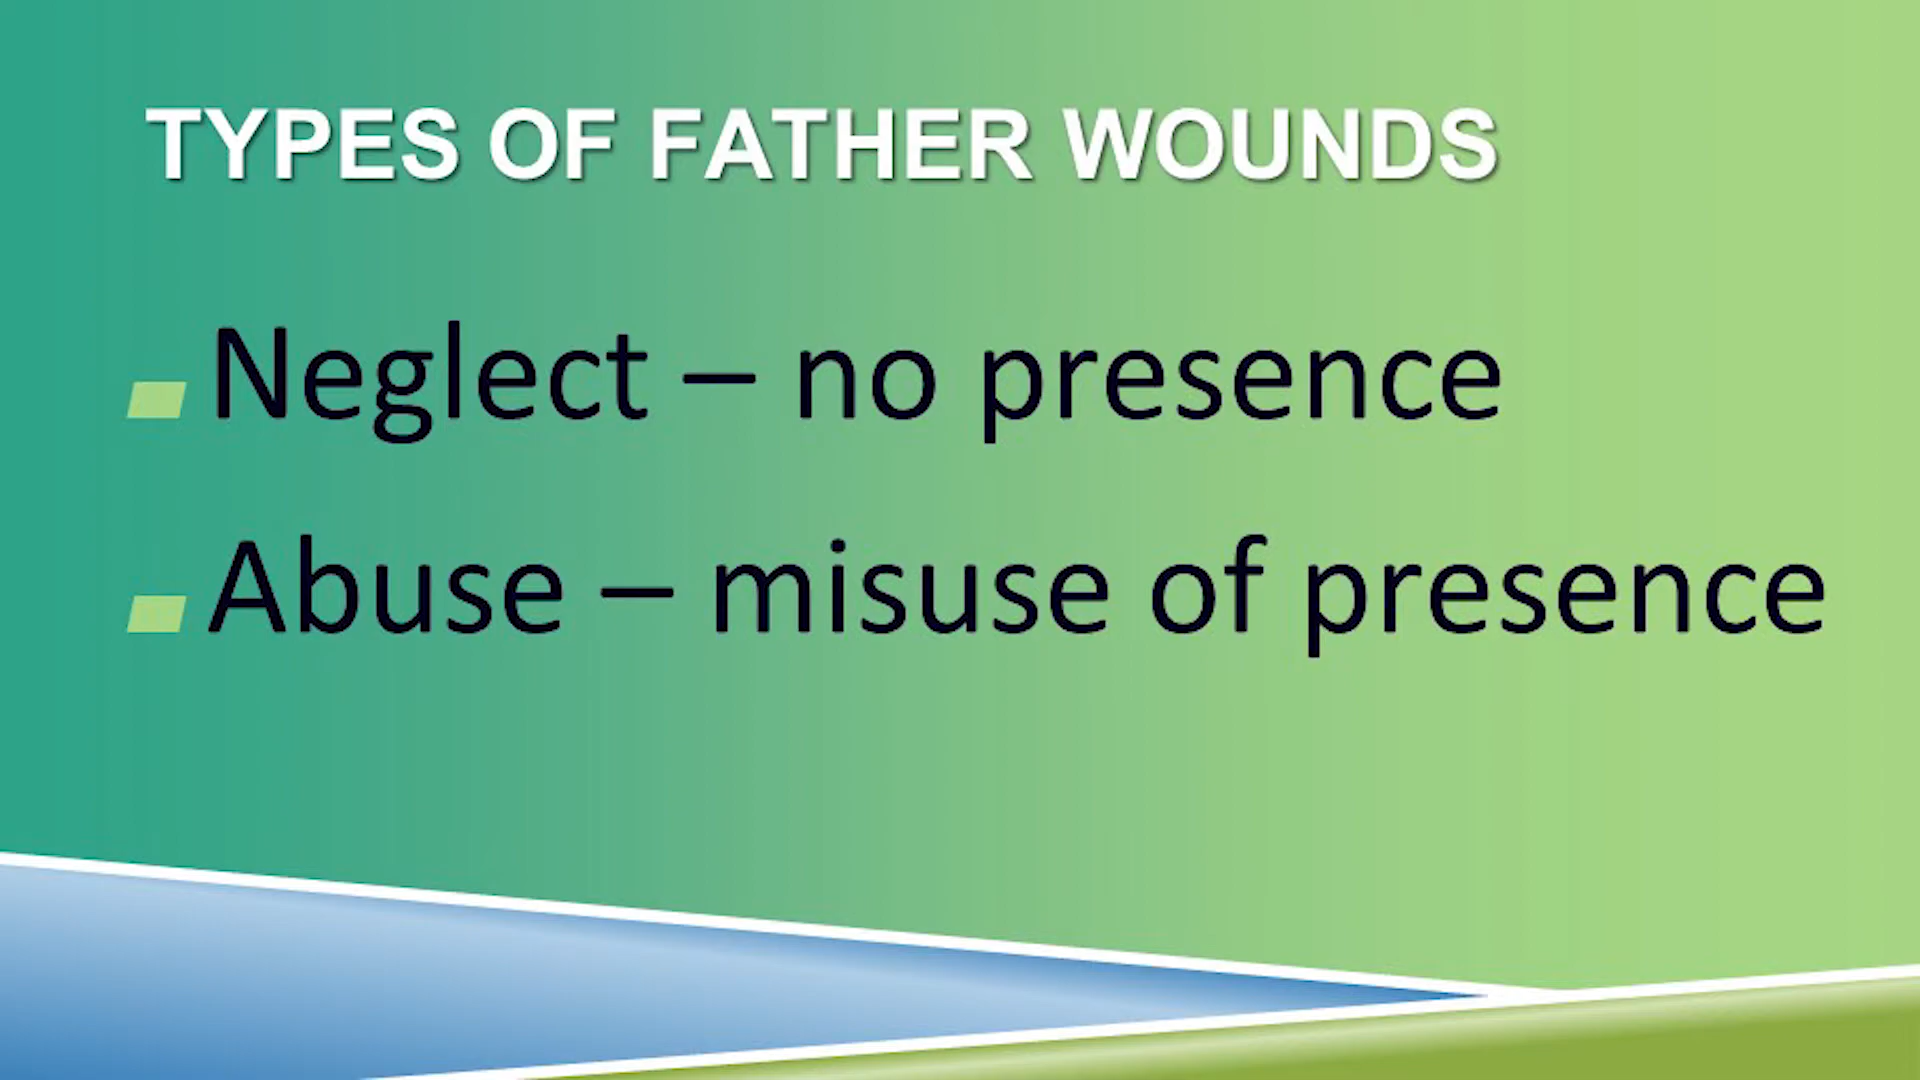 TYPES OF FATHER WOUNDS
Neglect – no presence
Abuse – misuse of presence